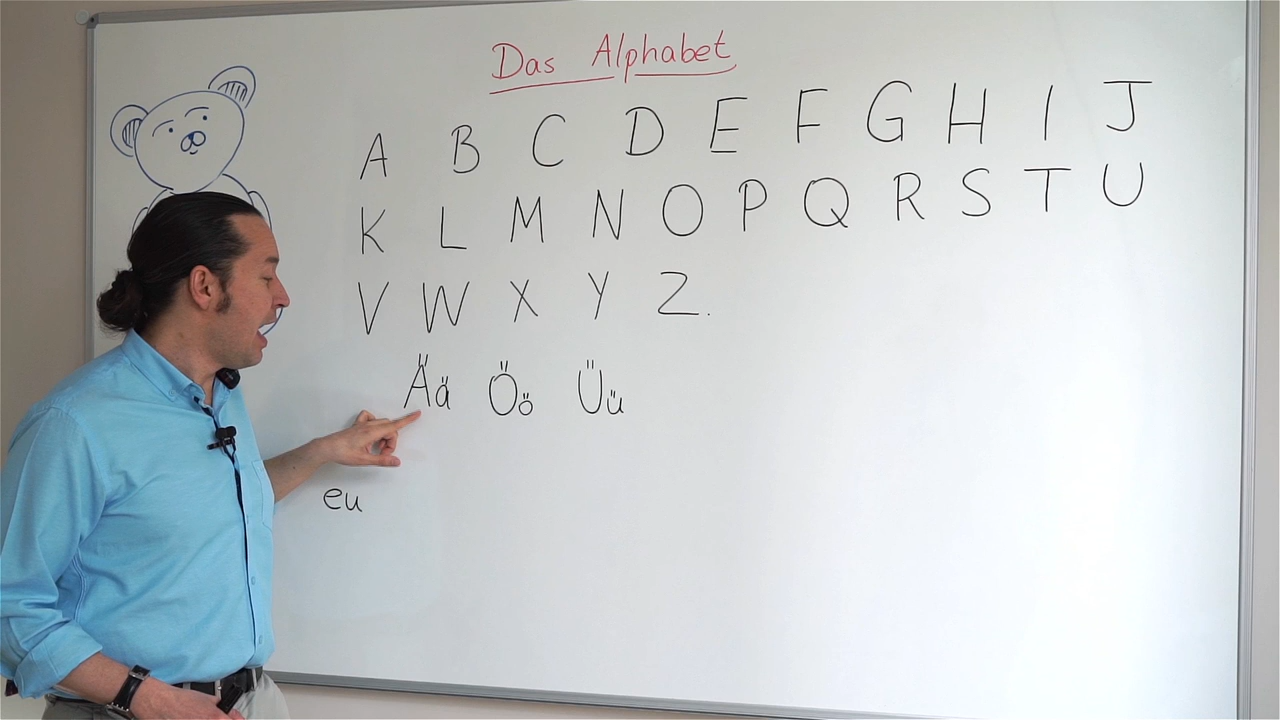 Das Alphabet
A B C D E F G H I J
K L M N O P Q R S T U
V W X Y Z.
Ää Öö Üü
eu